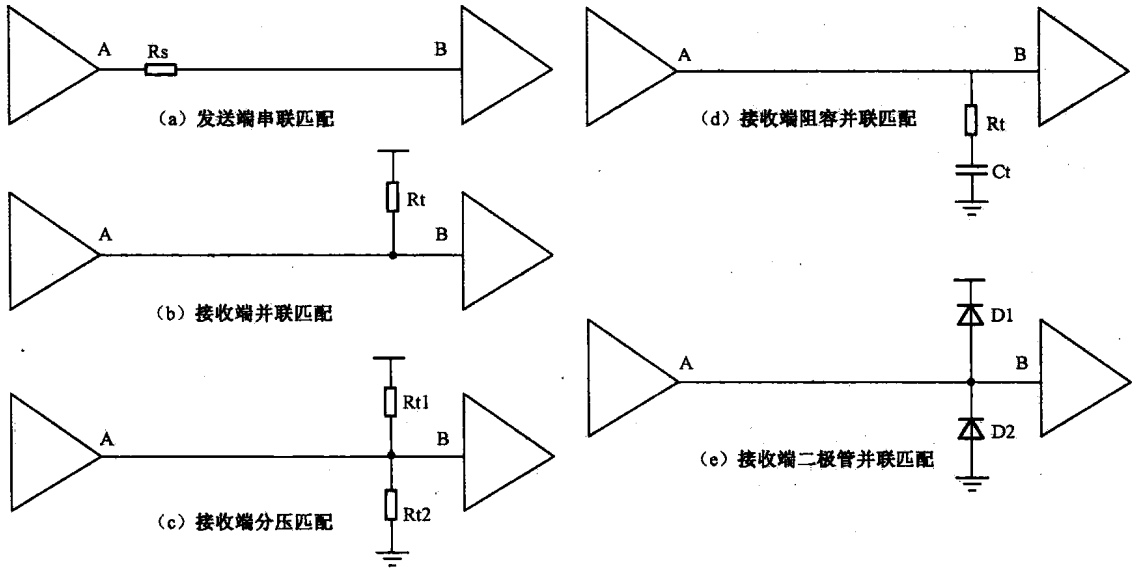 A Rs B
(a) 发送端串联匹配
Rt
A B
(b) 接收端并联匹配
Rt1
A B
Rt2
(c) 接收端分压匹配
A B
Rt
(d) 接收端阻容并联匹配
Ct
D1
A B
D2
(e) 接收端二极管并联匹配